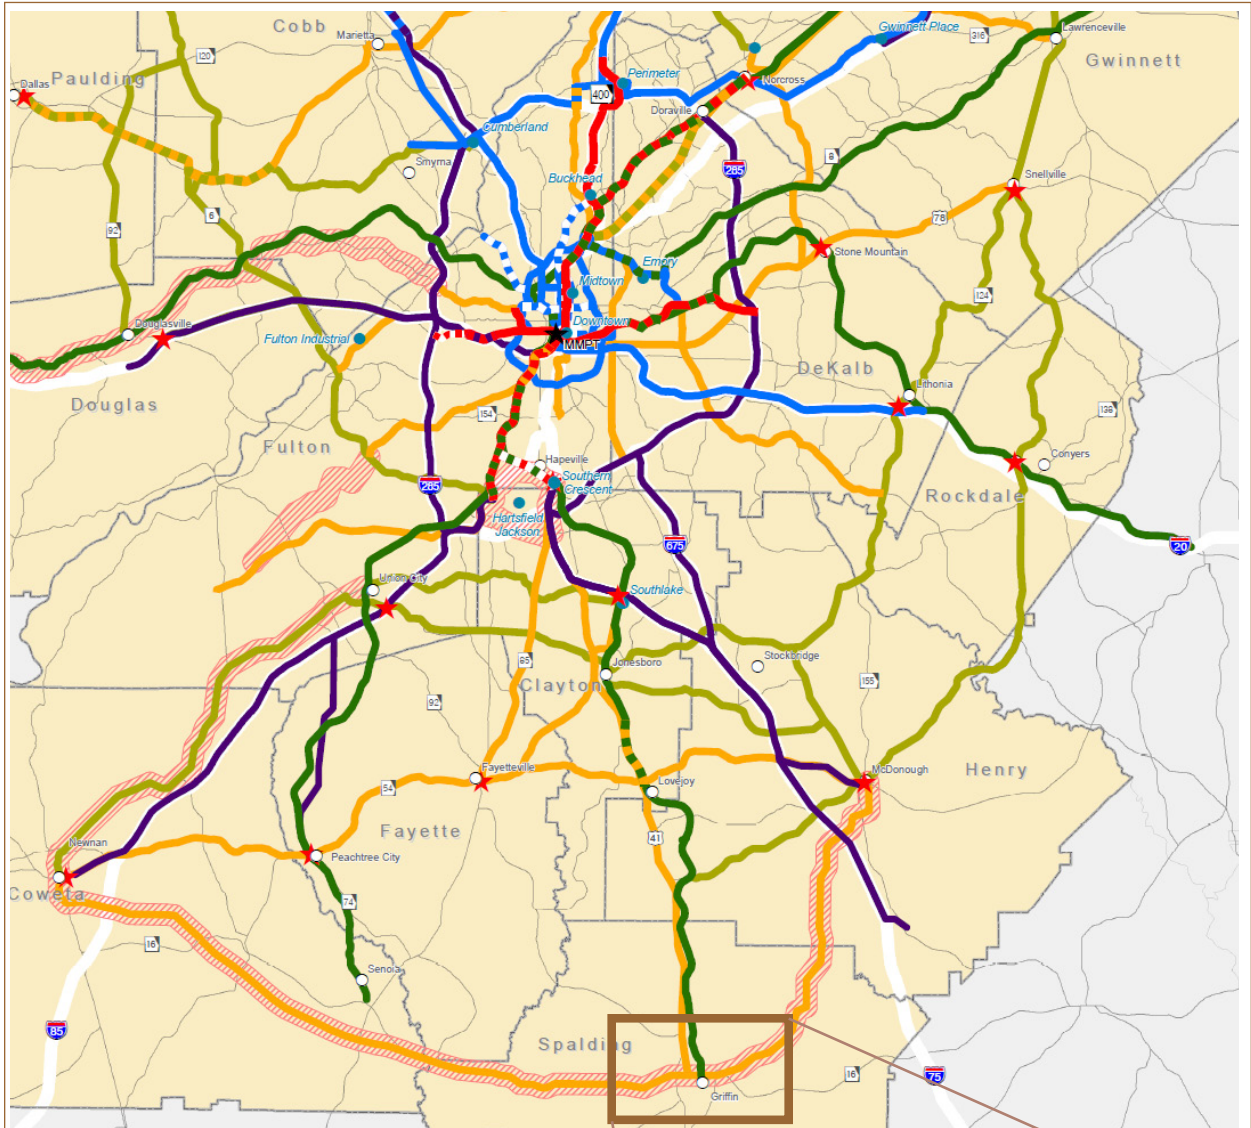 Cobb
Gwinnett Place
Marietta
316
Lawrenceville
120
Gwinnett
Paulding
Perimeter
Dallas
Norcross
400
Doraville
Cumberland
Smyrna
8
285
Buckhead
Snellville
6
92
78
Emory
Stone Mountain
Midtown
124
Douglasville
Downtown
Fulton Industrial
MMPT
DeKalb
Lithonia
Douglas
154
138
Fulton
Hapeville
Conyers
Southern
Crescent
285
Rockdale
Hartsfield
Jackson
675
20
Union City
Southlake
Stockbridge
85
Jonesboro
155
Clayton
92
Fayetteville
McDonough
Henry
54
Lovejoy
Fayette
41
Newnan
Peachtree City
Coweta
74
16
Senoia
85
Spalding
16
75
Griffin